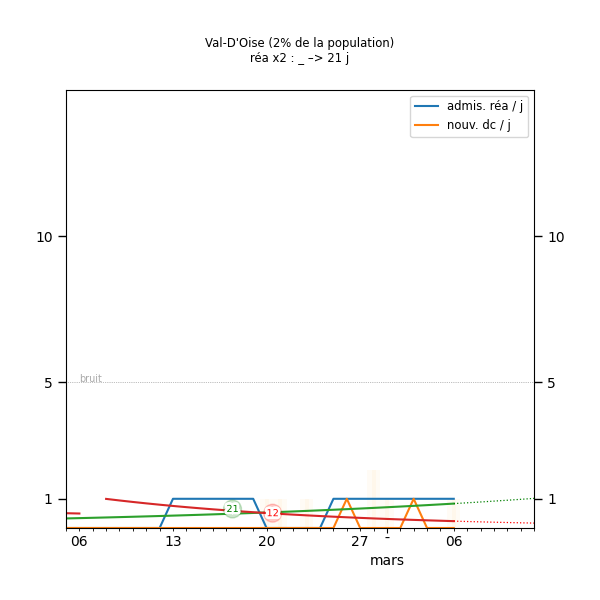 Val-D'Oise (2% de la population)
réa x2 : _ –> 21 j
admis. réa / j
nouv. dc / j
10 10
bruit
5 5
21
-12
1 1
06 13 20 27 - 06
mars